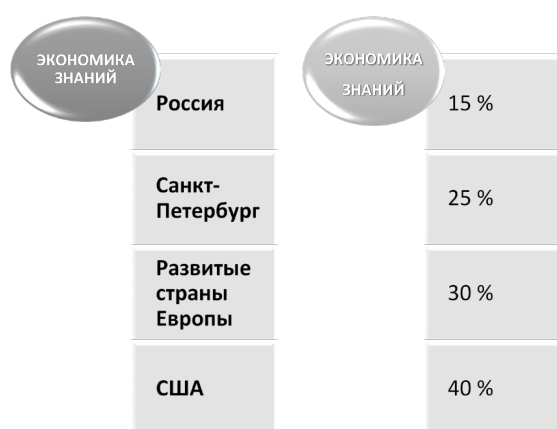 ЭКОНОМИКА
ЗНАНИЙ
ЭКОНОМИКА
ЗНАНИЙ
Россия
15 %
Санкт-
Петербург
25 %
Развитые
страны
Европы
30 %
США
40 %